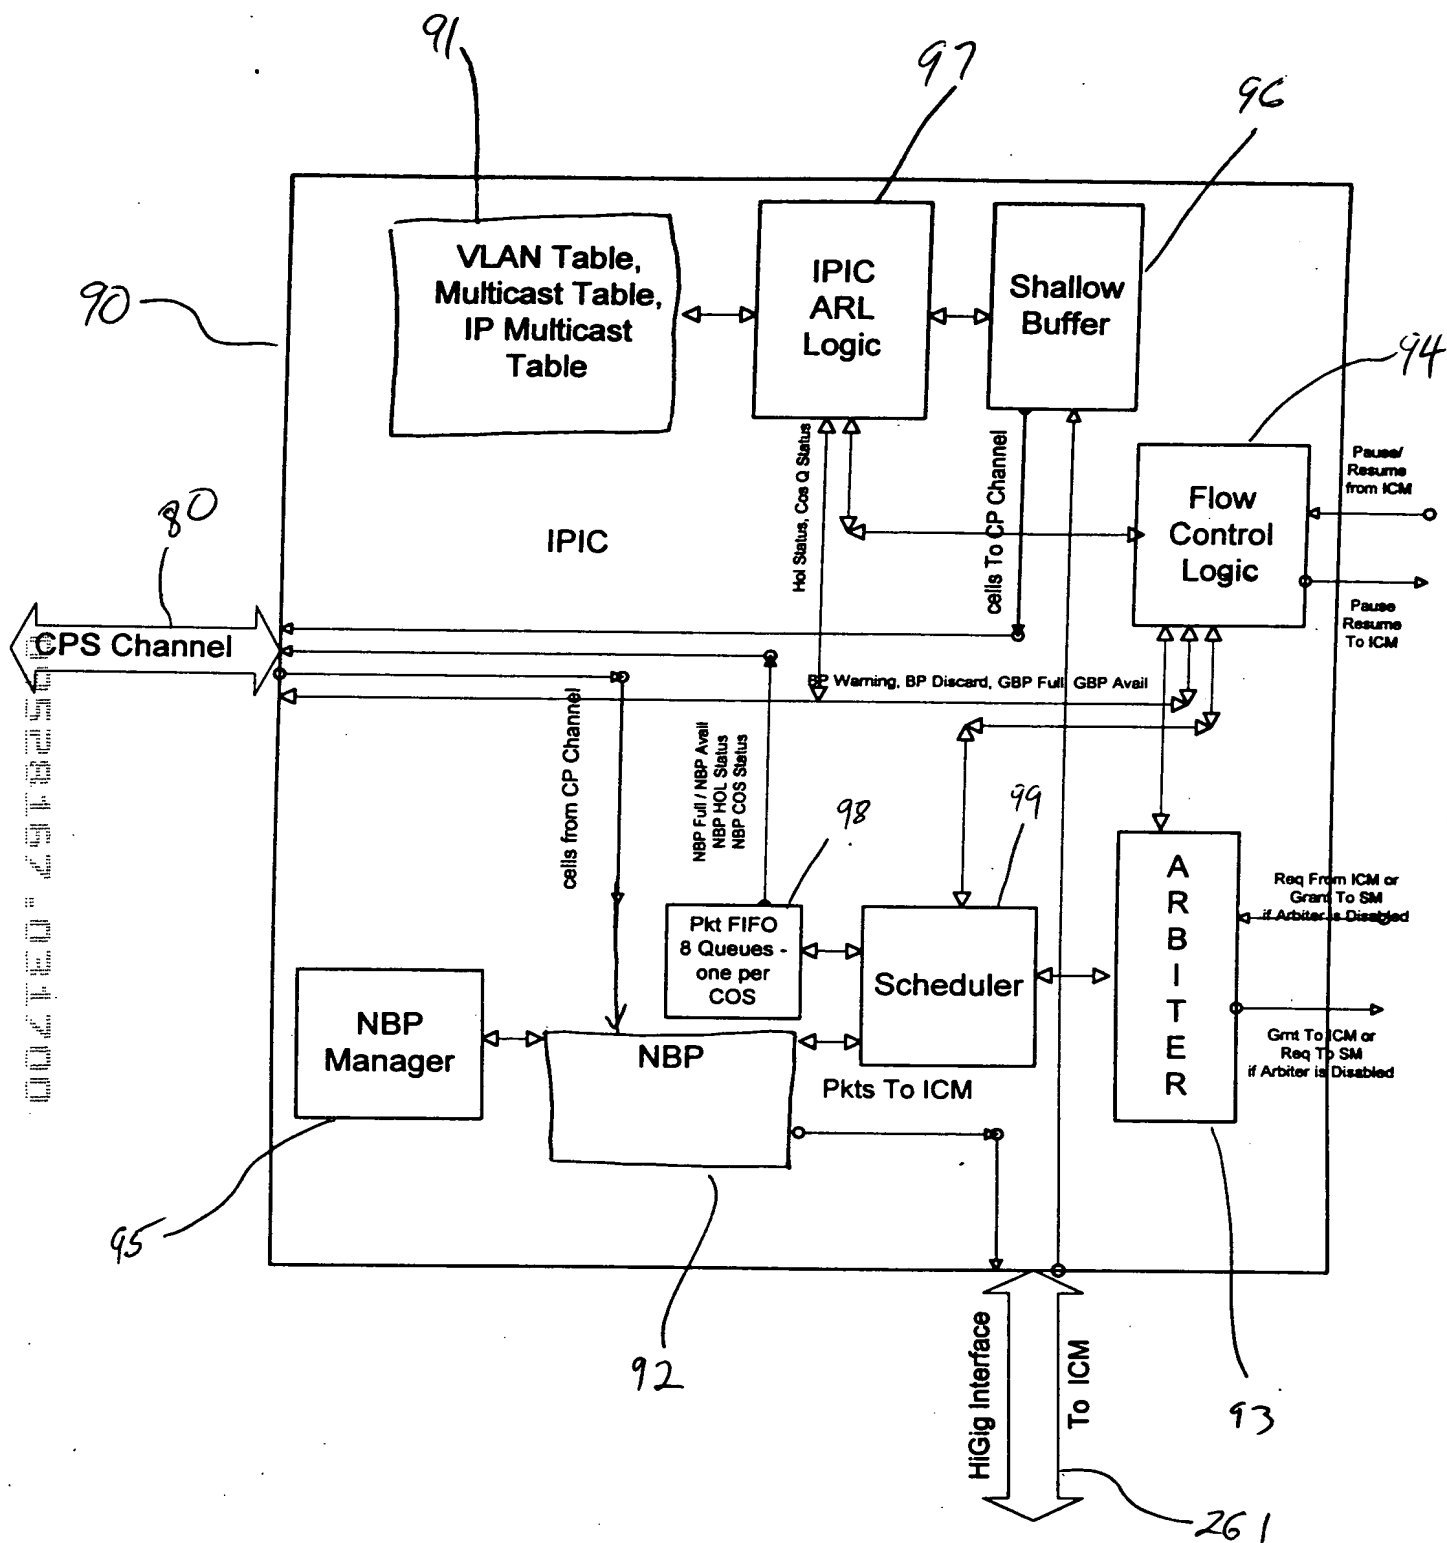 91
97
96
VLAN Table,
Multicast Table,
IP Multicast
Table
IPIC
ARL
Logic
Shallow
Buffer
90
94
Hol Status, Cos Q Status
cells To CP Channel
Pause/
Resume
from ICM
Flow
Control
Logic
80
IPIC
Pause
Resume
To ICM
CPS Channel
BP Warning, BP Discard, GBP Full, GBP Avail
cells from CP Channel
NBP Full / NBP Avail
NBP HOL Status
NBP COS Status
98
99
Pkt FIFO
8 Queues -
one per
COS
Scheduler
ARBITER
Req From ICM or
Grant To SM
if Arbiter is Disabled
NBP
Manager
NBP
Pkts To ICM
Grnt To ICM or
Req To SM
if Arbiter is Disabled
95
92
93
HiGig Interface
To ICM
261